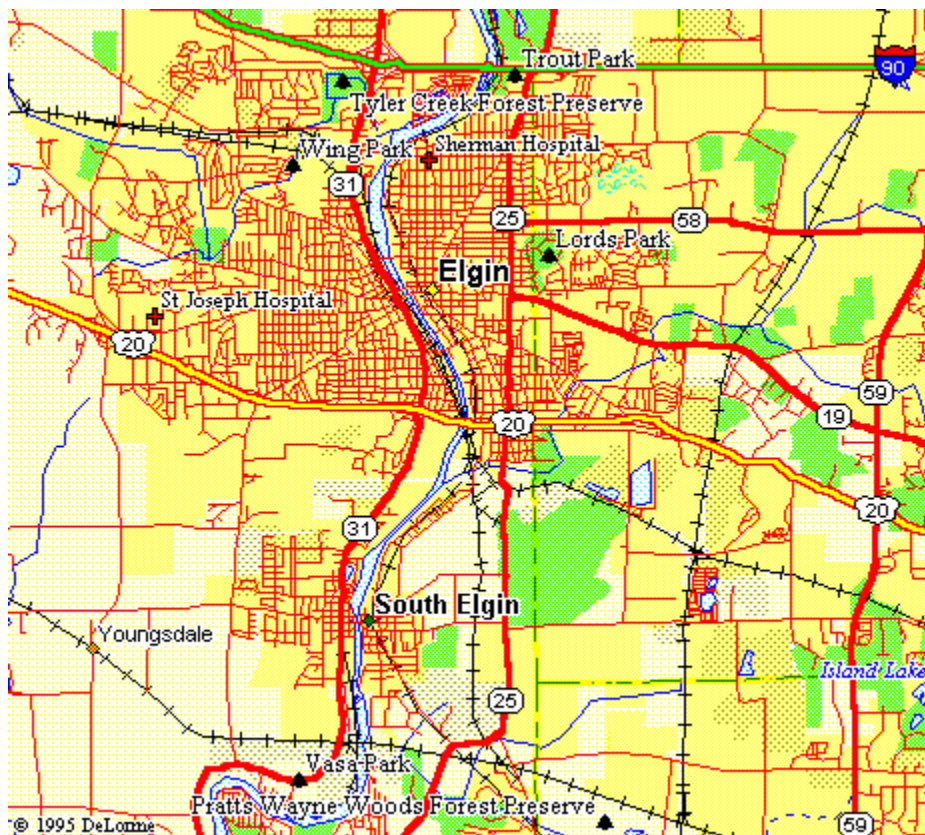 Trout Park
90
Tyler Creek Forest Preserve
Sherman Hospital
Wing Park
31
25
58
Lords Park
Elgin
St Joseph Hospital
20
59
19
20
20
31
South Elgin
Youngsdale
Island Lake
25
Vasa Park
Pratts Wayne Woods Forest Preserve
© 1995 DeLorme
59